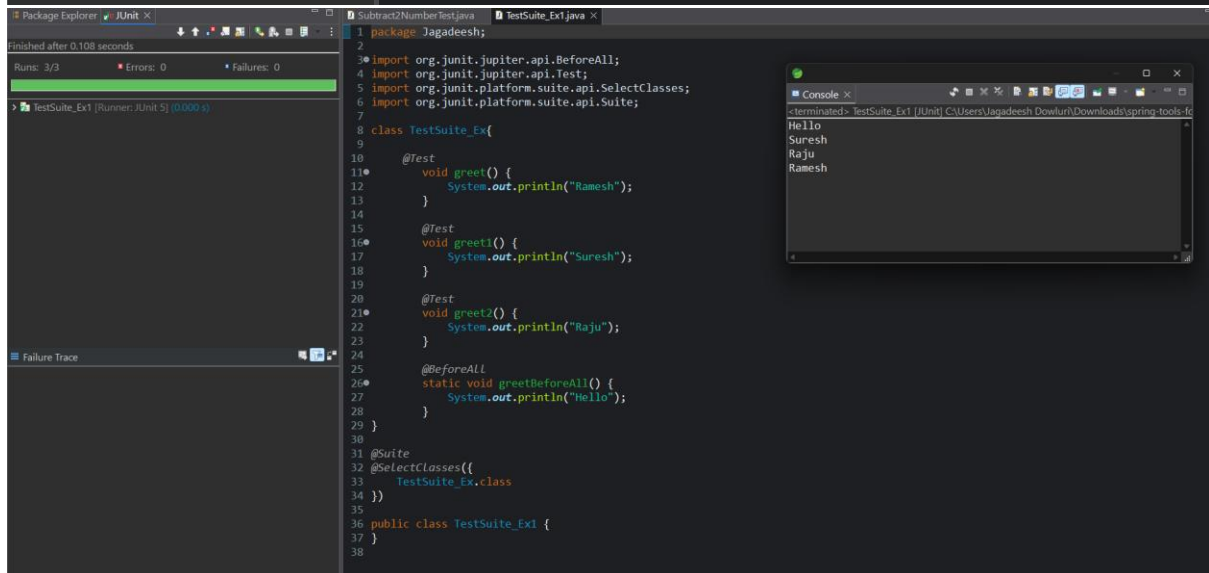 Package Explorer JUnit ×
Finished after 0.108 seconds
Runs: 3/3 Errors: 0 Failures: 0
TestSuite_Ex1 [Runner: JUnit 5] (0.000 s)
Failure Trace
Subtract2NumberTest.java TestSuite_Ex1.java ×
1 package Jagadeesh;
2
3 import org.junit.jupiter.api.BeforeAll;
4 import org.junit.jupiter.api.Test;
5 import org.junit.platform.suite.api.SelectClasses;
6 import org.junit.platform.suite.api.Suite;
7
8 class TestSuite_Ex{
9
10 @Test
11 void greet() {
12 System.out.println("Ramesh");
13 }
14
15 @Test
16 void greet1() {
17 System.out.println("Suresh");
18 }
19
20 @Test
21 void greet2() {
22 System.out.println("Raju");
23 }
24
25 @BeforeAll
26 static void greetBeforeAll() {
27 System.out.println("Hello");
28 }
29 }
30
31 @Suite
32 @SelectClasses({
33 TestSuite_Ex.class
34 })
35
36 public class TestSuite_Ex1 {
37 }
38
Console ×
<terminated> TestSuite_Ex1 [JUnit] C:\Users\Jagadeesh Dowluri\Downloads\spring-tools-fo
Hello
Suresh
Raju
Ramesh